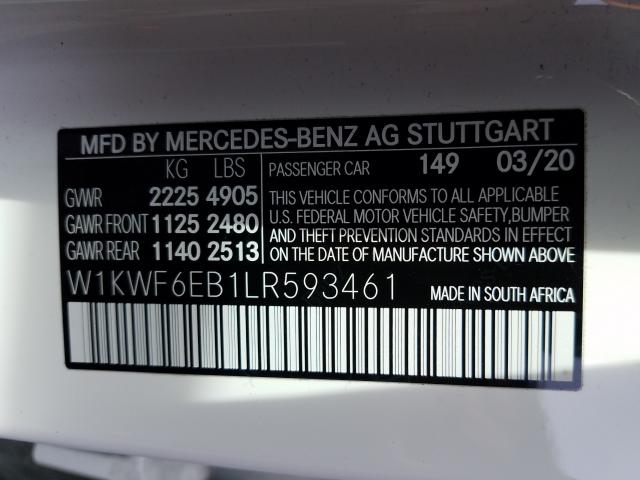 MFD BY MERCEDES-BENZ AG STUTTGART
KG LBS PASSENGER CAR 149 03/20
GVWR 2225 4905 THIS VEHICLE CONFORMS TO ALL APPLICABLE
GAWR FRONT 1125 2480 U.S. FEDERAL MOTOR VEHICLE SAFETY,BUMPER
AND THEFT PREVENTION STANDARDS IN EFFECT
GAWR REAR 1140 2513 ON THE DATE OF MANUFACTURE SHOWN ABOVE
W1KWF6EB1LR593461 MADE IN SOUTH AFRICA